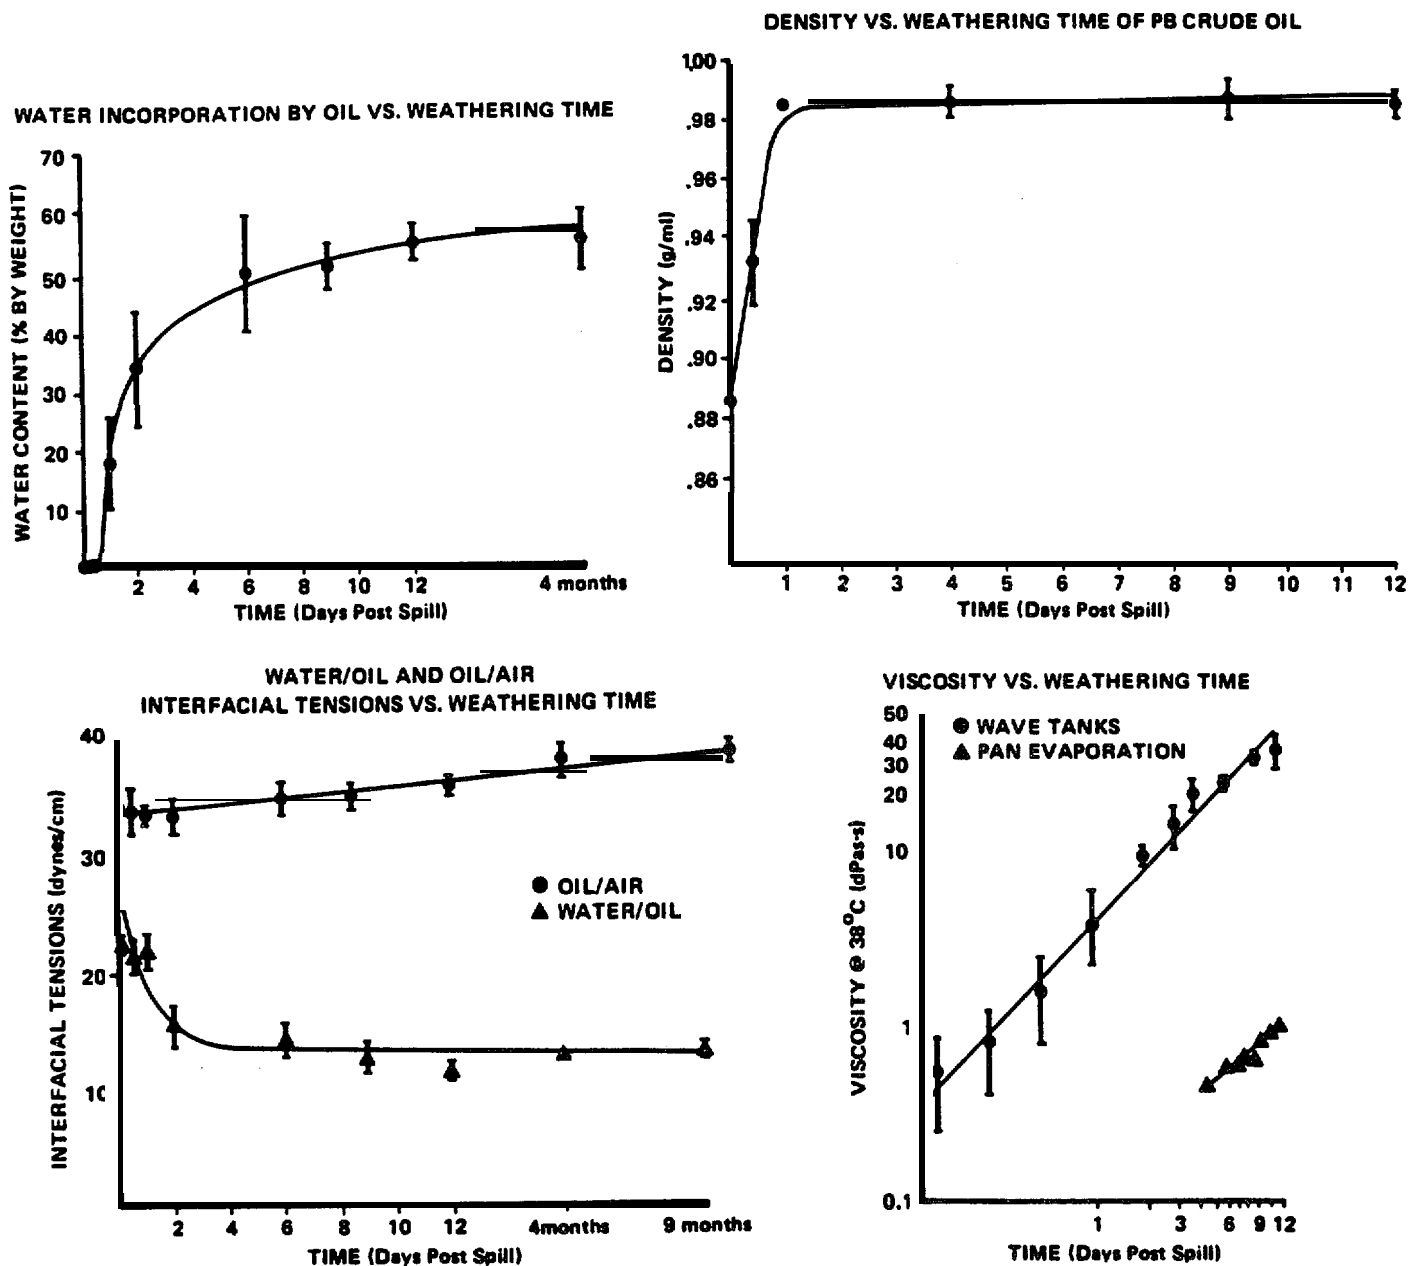 WATER INCORPORATION BY OIL VS. WEATHERING TIME
70
60
50
40
30
20
10
WATER CONTENT (% BY WEIGHT)
2 4 6 8 10 12 4 months
TIME (Days Post Spill)
DENSITY VS. WEATHERING TIME OF PB CRUDE OIL
1.00
.98
.96
.94
.92
.90
.88
.86
DENSITY (g/ml)
1 2 3 4 5 6 7 8 9 10 11 12
TIME (Days Post Spill)
WATER/OIL AND OIL/AIR
INTERFACIAL TENSIONS VS. WEATHERING TIME
40
30
20
10
INTERFACIAL TENSIONS (dynes/cm)
OIL/AIR
WATER/OIL
2 4 6 8 10 12 4months 9 months
TIME (Days Post Spill)
VISCOSITY VS. WEATHERING TIME
50
40
30
20
10
1
0.1
WAVE TANKS
PAN EVAPORATION
VISCOSITY @ 38°C (dPas-s)
1 3 6 9 12
TIME (Days Post Spill)